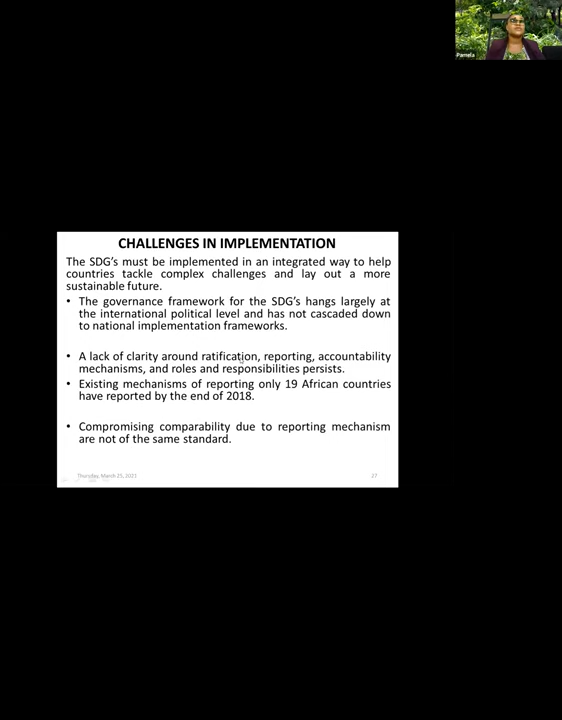 Pamela
CHALLENGES IN IMPLEMENTATION
The SDG's must be implemented in an integrated way to help
countries tackle complex challenges and lay out a more
sustainable future.
• The governance framework for the SDG's hangs largely at
the international political level and has not cascaded down
to national implementation frameworks.
• A lack of clarity around ratification, reporting, accountability
mechanisms, and roles and responsibilities persists.
• Existing mechanisms of reporting only 19 African countries
have reported by the end of 2018.
• Compromising comparability due to reporting mechanism
are not of the same standard.
Thursday, March 25, 2021
27